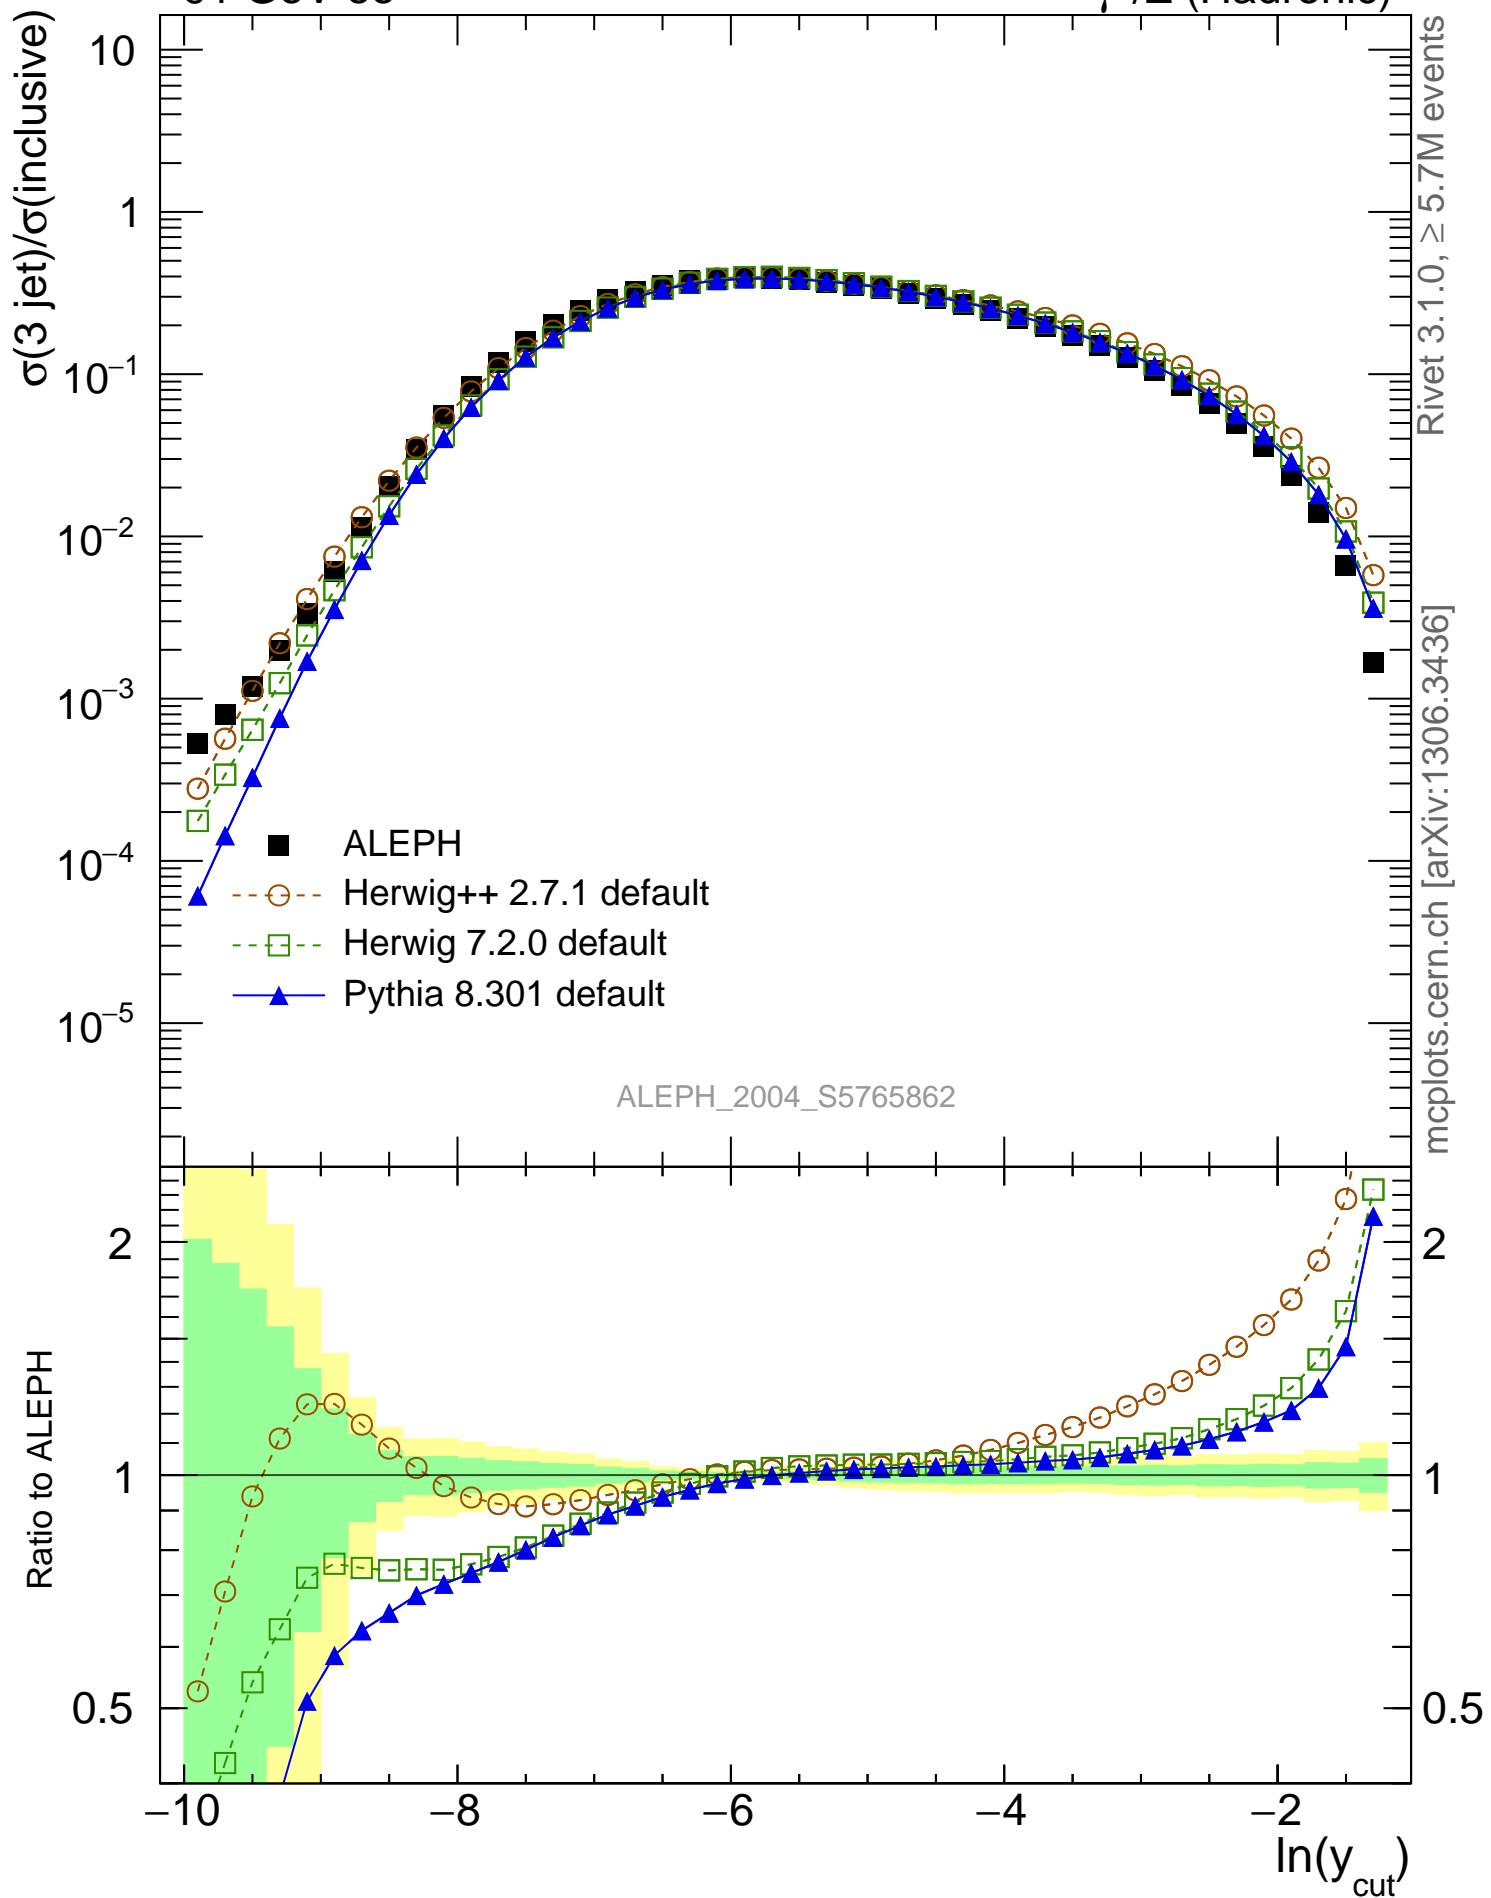 σ(3 jet)/σ(inclusive)
10
1
10⁻¹
10⁻²
10⁻³
10⁻⁴
10⁻⁵
ALEPH
Herwig++ 2.7.1 default
Herwig 7.2.0 default
Pythia 8.301 default
ALEPH_2004_S5765862
Rivet 3.1.0, ≥ 5.7M events
mcplots.cern.ch [arXiv:1306.3436]
Ratio to ALEPH
2
1
0.5
2
1
0.5
−10
−8
−6
−4
−2
ln(y_cut)